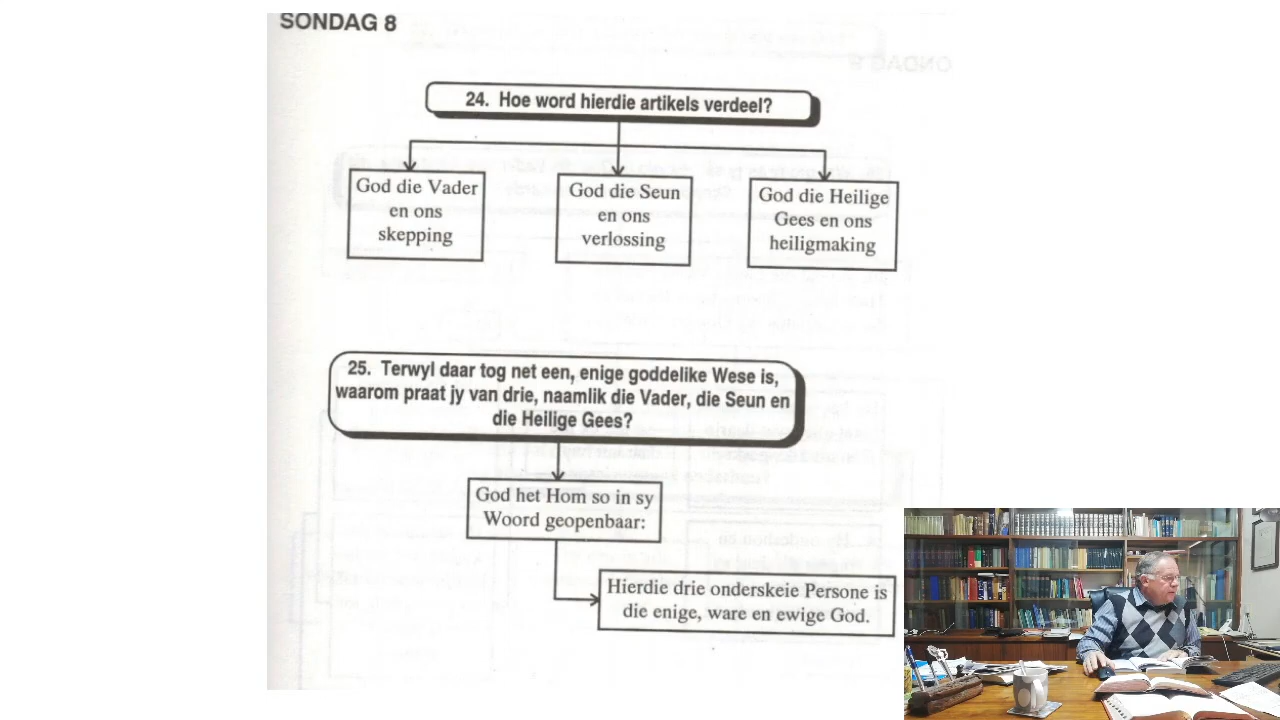 SONDAG 8
24. Hoe word hierdie artikels verdeel?
God die Vader
en ons
skepping
God die Seun
en ons
verlossing
God die Heilige
Gees en ons
heiligmaking
25. Terwyl daar tog net een, enige goddelike Wese is,
waarom praat jy van drie, naamlik die Vader, die Seun en
die Heilige Gees?
God het Hom so in sy
Woord geopenbaar:
Hierdie drie onderskeie Persone is
die enige, ware en ewige God.